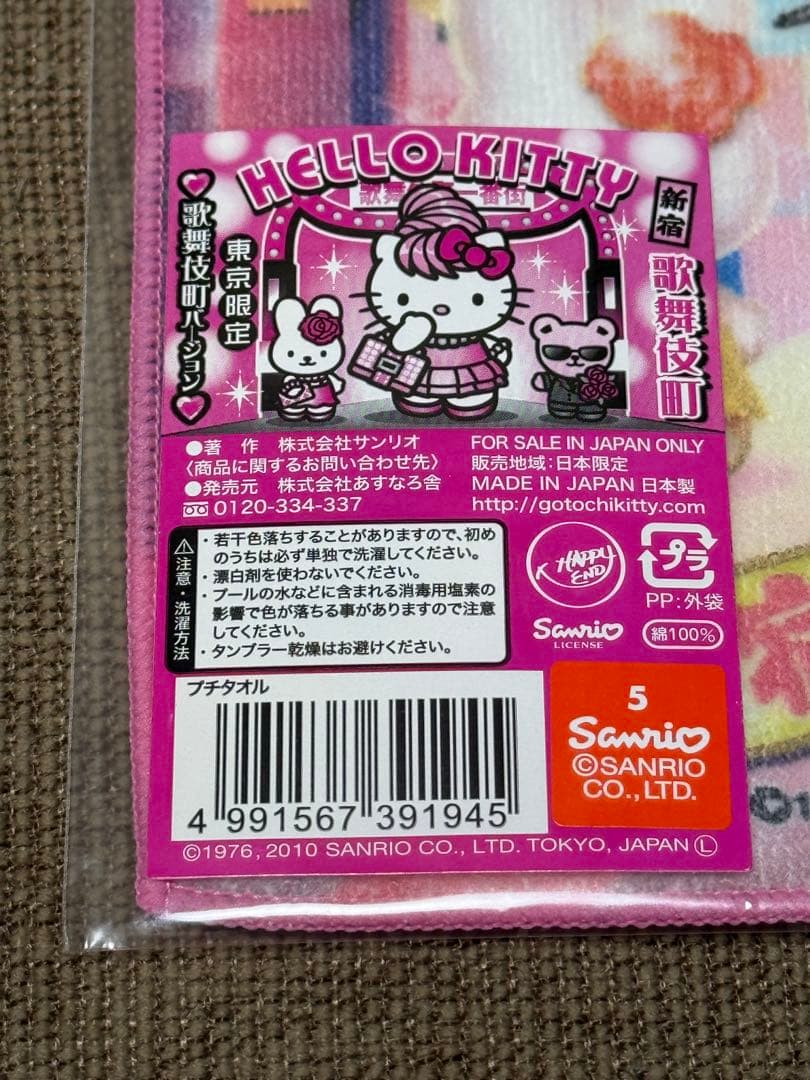 HELLO KITTY
歌舞 一番街
新宿
歌舞伎町
東京限定
♥歌舞伎町バージョン♥
●著 作 株式会社サンリオ
〈商品に関するお問い合わせ先〉
●発売元 株式会社あすなろ舎
0120-334-337
FOR SALE IN JAPAN ONLY
販売地域:日本限定
MADE IN JAPAN 日本製
http://gotochikitty.com
注意・洗濯方法
・若干色落ちすることがありますので、初め
のうちは必ず単独で洗濯してください。
・漂白剤を使わないでください。
・プールの水などに含まれる消毒用塩素の
影響で色が落ちる事がありますので注意
してください。
・タンブラー乾燥はお避けください。
K HAPPY
END
プラ
PP:外袋
Sanrio
LICENSE
綿100%
プチタオル
4 991567 391945
5
Sanrio
©SANRIO
CO.,LTD.
©1976, 2010 SANRIO CO., LTD. TOKYO, JAPAN Ⓛ